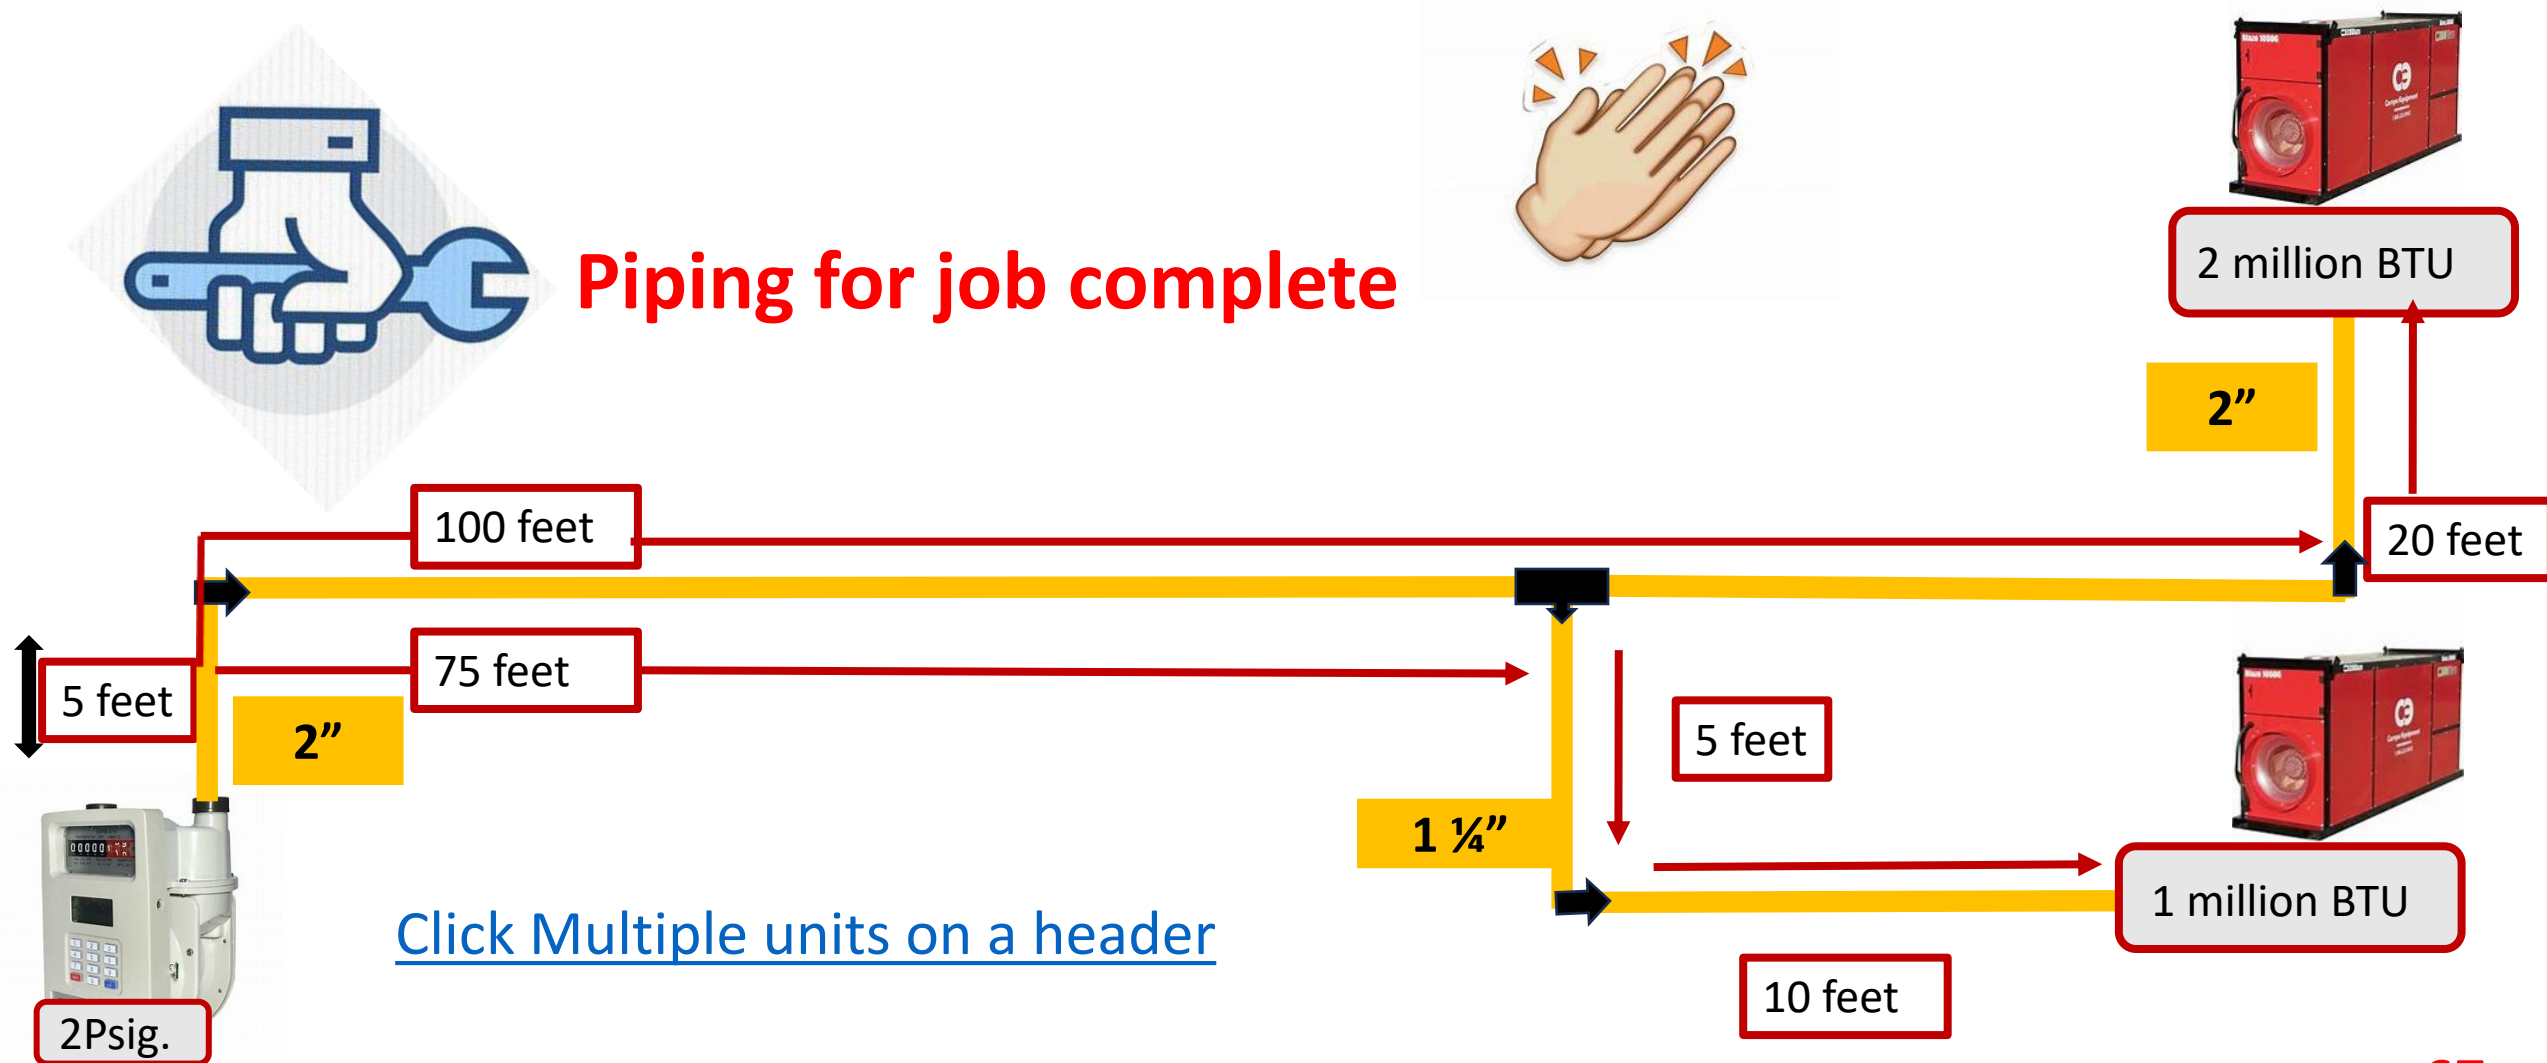 Piping for job complete
2 million BTU
2”
100 feet
20 feet
75 feet
5 feet
2”
5 feet
1 ¼”
1 million BTU
Click Multiple units on a header
10 feet
2Psig.